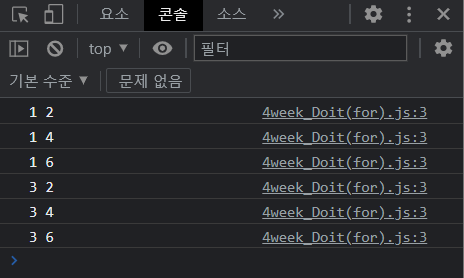 요소 콘솔 소스 »
top ▼ 필터
기본 수준 ▼ 문제 없음
1 2 4week_Doit(for).js:3
1 4 4week_Doit(for).js:3
1 6 4week_Doit(for).js:3
3 2 4week_Doit(for).js:3
3 4 4week_Doit(for).js:3
3 6 4week_Doit(for).js:3
>